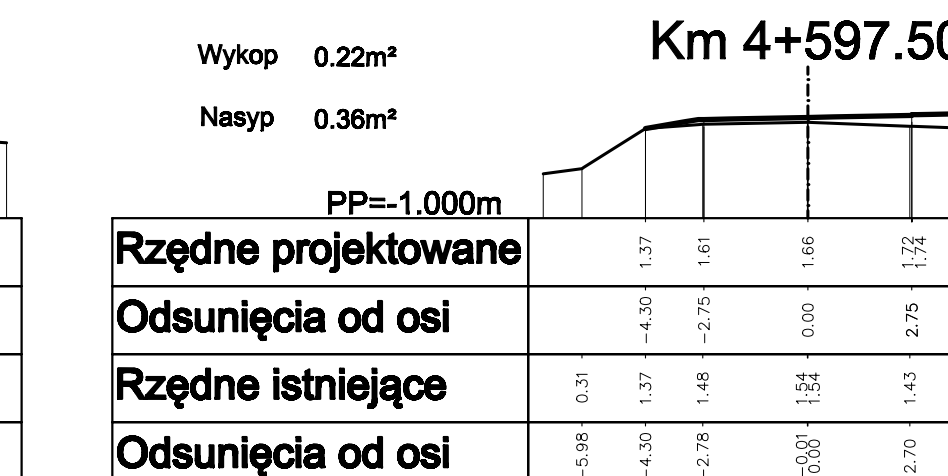 Km 4+597.50
Wykop 0.22m²
Nasyp 0.36m²
PP=-1.000m
Rzędne projektowane 1.37 1.61 1.66 1.72 1.74
Odsunięcia od osi -4.30 -2.75 0.00 2.75
Rzędne istniejące 0.31 1.37 1.48 1.54 1.54 1.43
Odsunięcia od osi -5.98 -4.30 -2.78 -0.01 0.00 2.70